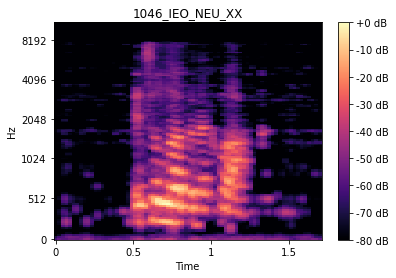 1046_IEO_NEU_XX
+0 dB
8192
-10 dB
4096
-20 dB
-30 dB
2048
-40 dB
Hz
1024
-50 dB
512
-60 dB
-70 dB
0
-80 dB
0 0.5 1 1.5
Time